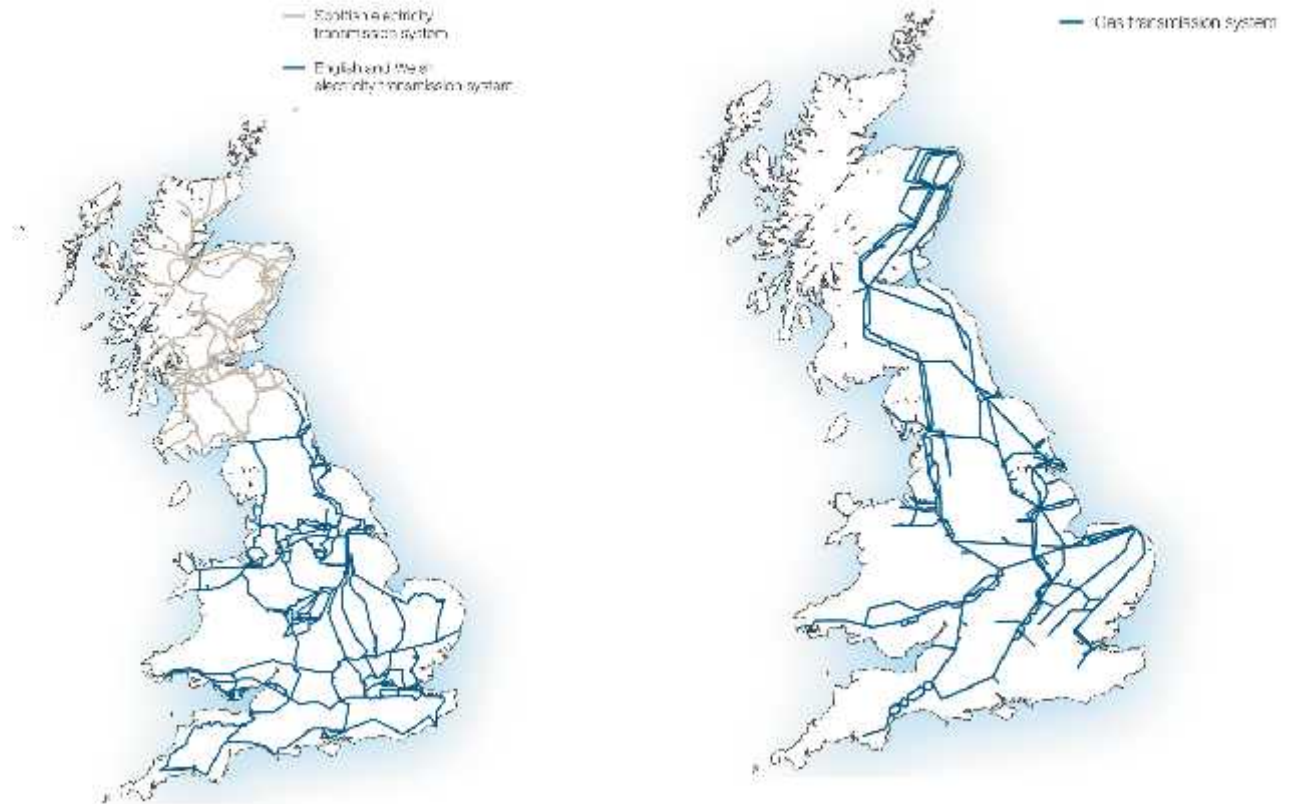 Scottish electricity
transmission system
English and Welsh
electricity transmission system
Gas transmission system